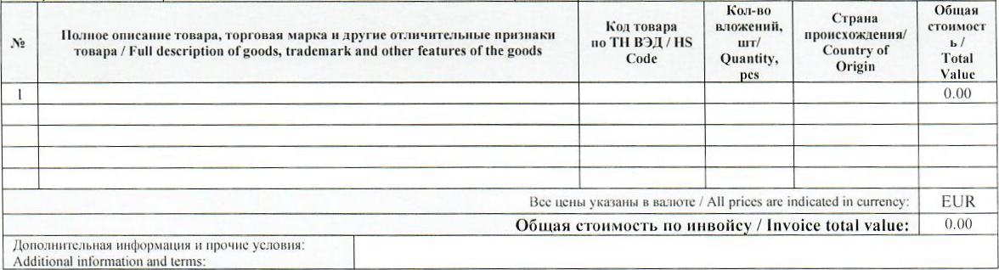 №
Полное описание товара, торговая марка и другие отличительные признаки
товара / Full description of goods, trademark and other features of the goods
Код товара
по ТН ВЭД / HS
Code
Кол-во
вложений,
шт/
Quantity,
pcs
Страна
происхождения/
Country of
Origin
Общая
стоимост
ь /
Total
Value
1
0.00
Все цены указаны в валюте / All prices are indicated in currency:
EUR
Общая стоимость по инвойсу / Invoice total value:
0.00
Дополнительная информация и прочие условия:
Additional information and terms: